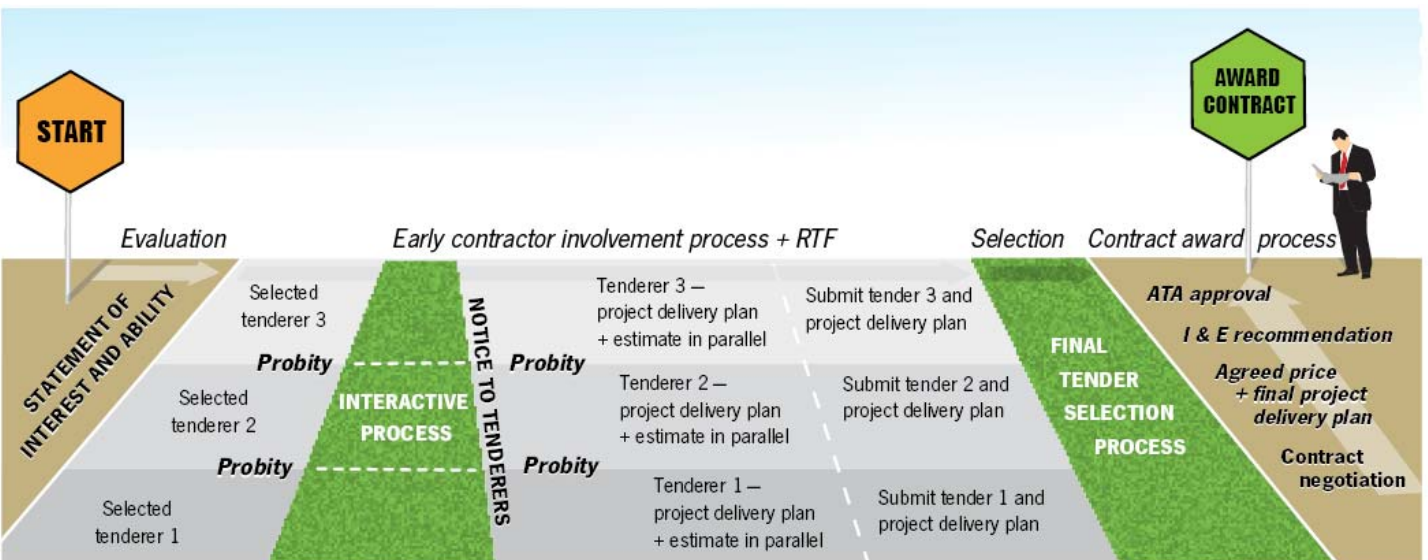 START
AWARD
CONTRACT
Evaluation
Early contractor involvement process + RTF
Selection
Contract award process
STATEMENT OF
INTEREST AND ABILITY
Selected
tenderer 3
Probity
Selected
tenderer 2
Probity
Selected
tenderer 1
INTERACTIVE
PROCESS
NOTICE TO TENDERERS
Tenderer 3 —
project delivery plan
+ estimate in parallel
Probity
Tenderer 2 —
project delivery plan
+ estimate in parallel
Probity
Tenderer 1 —
project delivery plan
+ estimate in parallel
Submit tender 3 and
project delivery plan
Submit tender 2 and
project delivery plan
Submit tender 1 and
project delivery plan
FINAL
TENDER
SELECTION
PROCESS
ATA approval
I & E recommendation
Agreed price
+ final project
delivery plan
Contract
negotiation